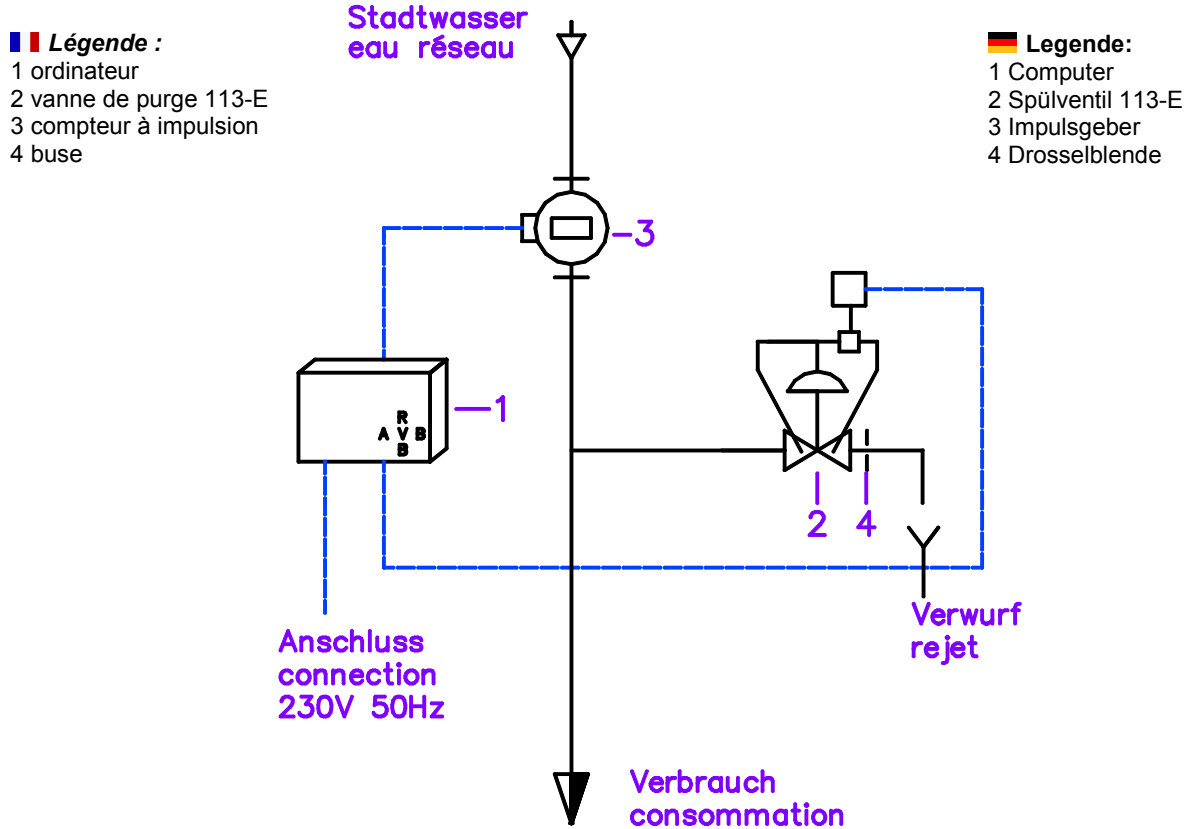 Légende :
1 ordinateur
2 vanne de purge 113-E
3 compteur à impulsion
4 buse
Stadtwasser
eau réseau
Legende:
1 Computer
2 Spülventil 113-E
3 Impulsgeber
4 Drosselblende
3
1
R
A V B
B
2 4
Verwurf
rejet
Anschluss
connection
230V 50Hz
Verbrauch
consommation